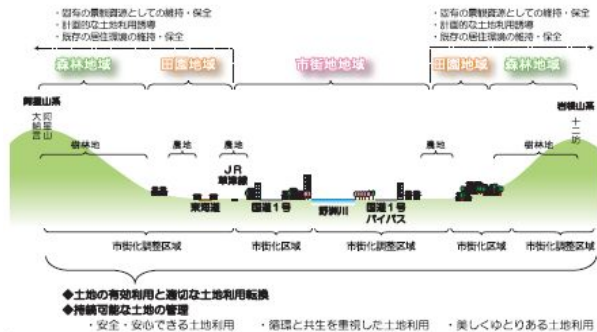 ・固有の景観資源としての維持・保全
・計画的な土地利用誘導
・既存の居住環境の維持・保全
・固有の景観資源としての維持・保全
・計画的な土地利用誘導
・既存の居住環境の維持・保全
森林地域
田園地域
市街地地域
田園地域
森林地域
阿星山系
岩根山系
阿星山
大納言
十二坊
樹林地
農地
農地
農地
樹林地
JR
草津線
東海道
国道1号
野洲川
国道1号
バイパス
市街化調整区域
市街化区域
市街化調整区域
市街化区域
市街化調整区域
◆土地の有効利用と適切な土地利用転換
◆持続可能な土地の管理
・安全・安心できる土地利用
・循環と共生を重視した土地利用
・美しくゆとりある土地利用